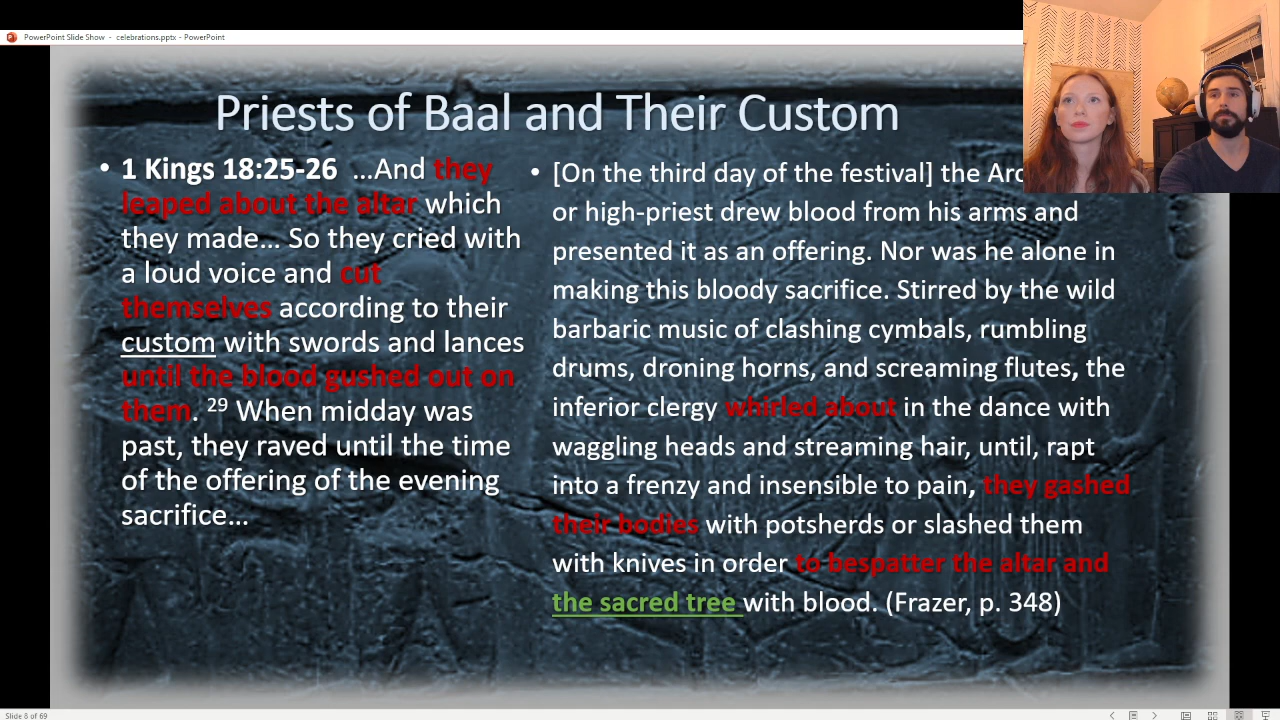 PowerPoint Slide Show - celebrations.pptx - PowerPoint
Priests of Baal and Their Custom
• 1 Kings 18:25-26 …And they
leaped about the altar which
they made… So they cried with
a loud voice and cut
themselves according to their
custom with swords and lances
until the blood gushed out on
them. 29 When midday was
past, they raved until the time
of the offering of the evening
sacrifice…
• [On the third day of the festival] the
or high-priest drew blood from his arms and
presented it as an offering. Nor was he alone in
making this bloody sacrifice. Stirred by the wild
barbaric music of clashing cymbals, rumbling
drums, droning horns, and screaming flutes, the
inferior clergy whirled about in the dance with
waggling heads and streaming hair, until, rapt
into a frenzy and insensible to pain, they gashed
their bodies with potsherds or slashed them
with knives in order to bespatter the altar and
the sacred tree with blood. (Frazer, p. 348)
Slide 8 of 69